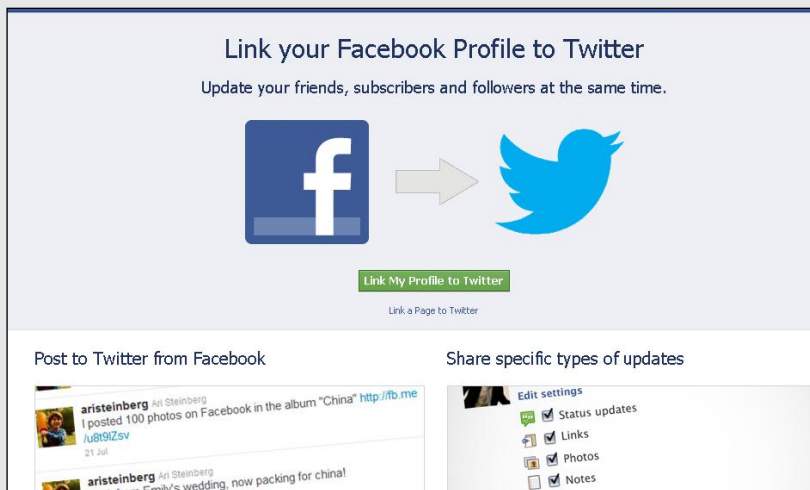 Link your Facebook Profile to Twitter
Update your friends, subscribers and followers at the same time.
f
Link My Profile to Twitter
Link a Page to Twitter
Post to Twitter from Facebook
Share specific types of updates
aristeinberg Ari Steinberg
I posted 100 photos on Facebook in the album "China" http://fb.me
/u8t9IZsv
21 Jul
aristeinberg Ari Steinberg
Emily's wedding, now packing for china!
Edit settings
Status updates
Links
Photos
Notes